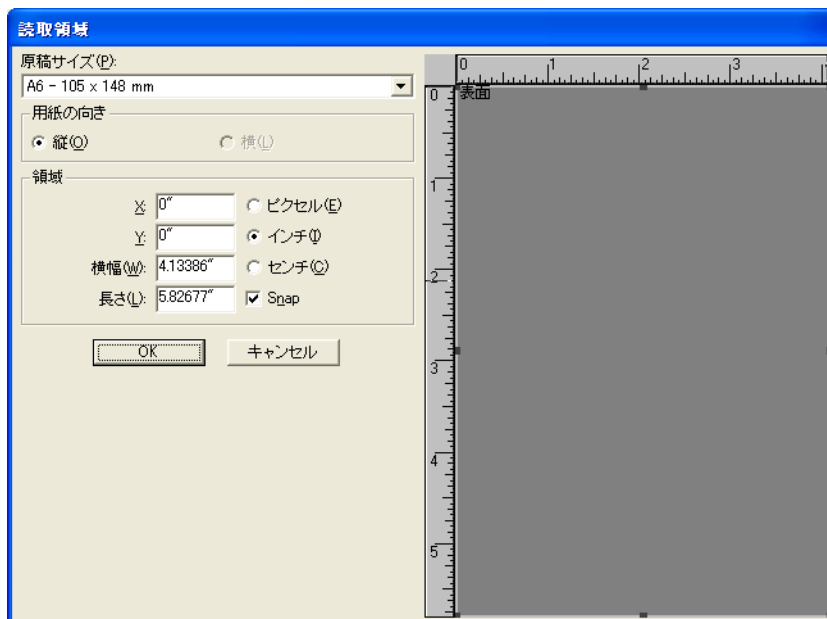 読取領域
原稿サイズ(P):
A6 - 105 x 148 mm
用紙の向き
縦(O)
横(L)
領域
X: 0"
ピクセル(E)
Y: 0"
インチ(I)
横幅(W): 4.13386"
センチ(C)
長さ(L): 5.82677"
Snap
OK
キャンセル
0 1 2 3
表面
0
1
2
3
4
5